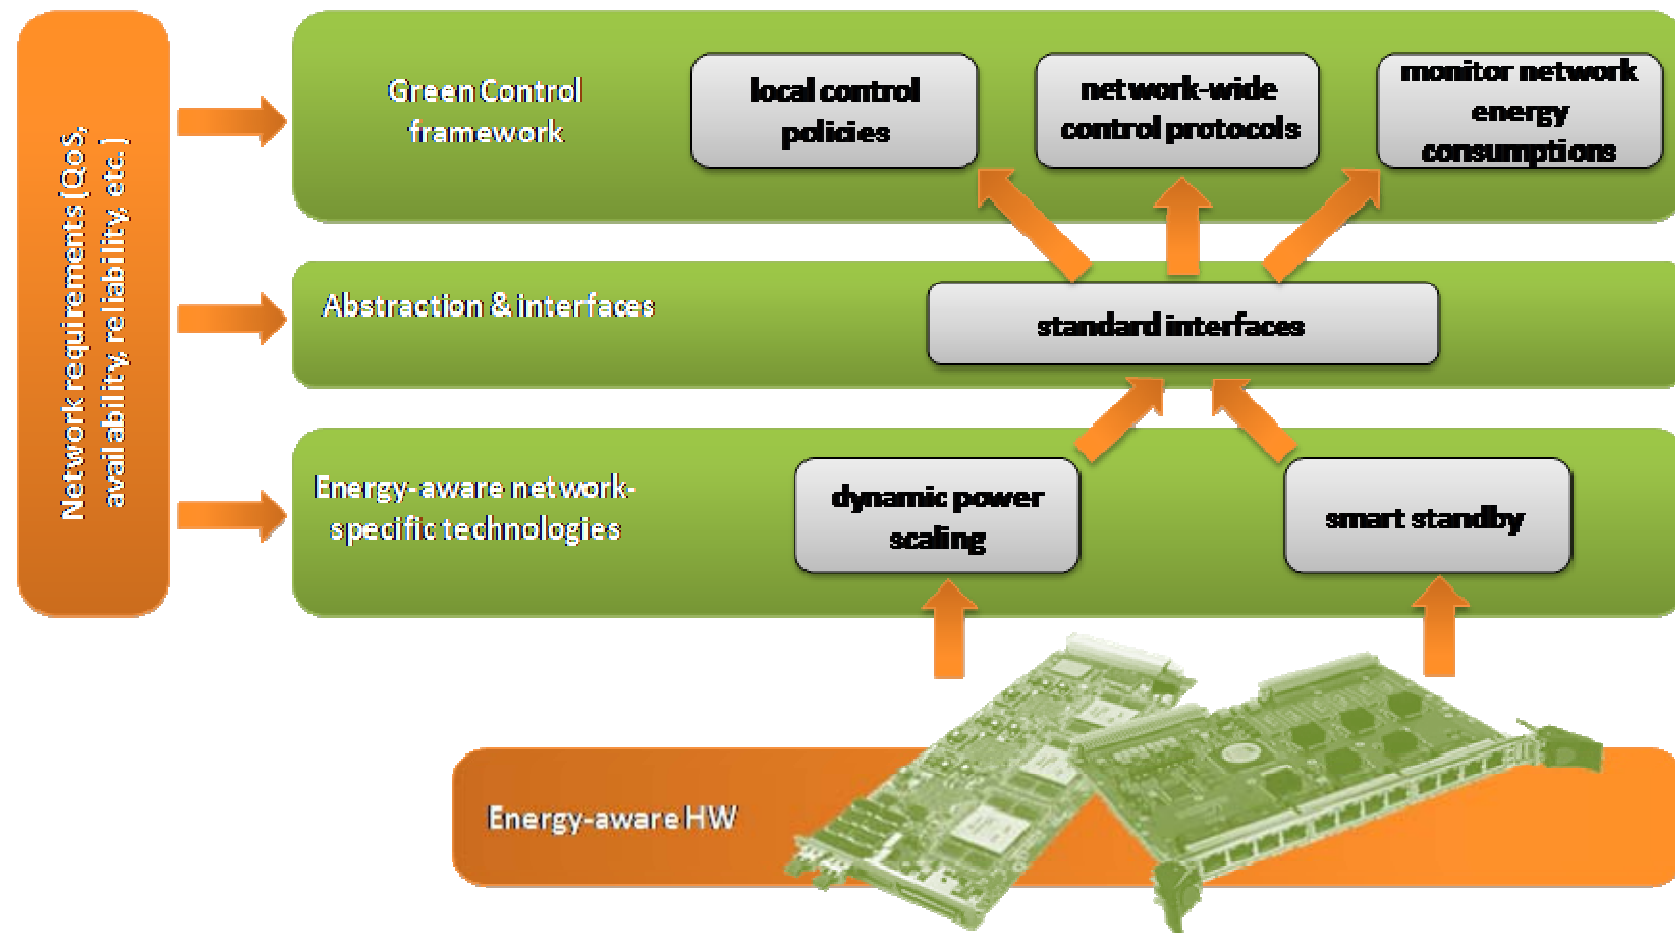 Network requirements (QoS,
availability, reliability, etc.)
Green Control
framework
local control
policies
network-wide
control protocols
monitor network
energy
consumptions
Abstraction & interfaces
standard interfaces
Energy-aware network-
specific technologies
dynamic power
scaling
smart standby
Energy-aware HW